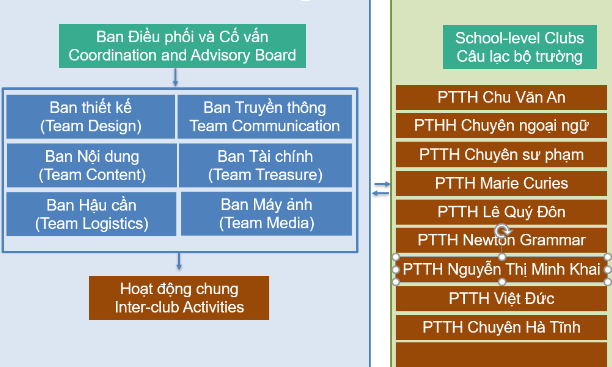 Ban Điều phối và Cố vấn
Coordination and Advisory Board
Ban thiết kế
(Team Design)
Ban Truyền thông
Team Communication
Ban Nội dung
(Team Content)
Ban Tài chính
(Team Treasure)
Ban Hậu cần
(Team Logistics)
Ban Máy ảnh
(Team Media)
Hoạt động chung
Inter-club Activities
School-level Clubs
Câu lạc bộ trường
PTTH Chu Văn An
PTHH Chuyên ngoại ngữ
PTTH Chuyên sư phạm
PTTH Marie Curies
PTTH Lê Quý Đôn
PTTH Newton Grammar
PTTH Nguyễn Thị Minh Khai
PTTH Việt Đức
PTTH Chuyên Hà Tĩnh